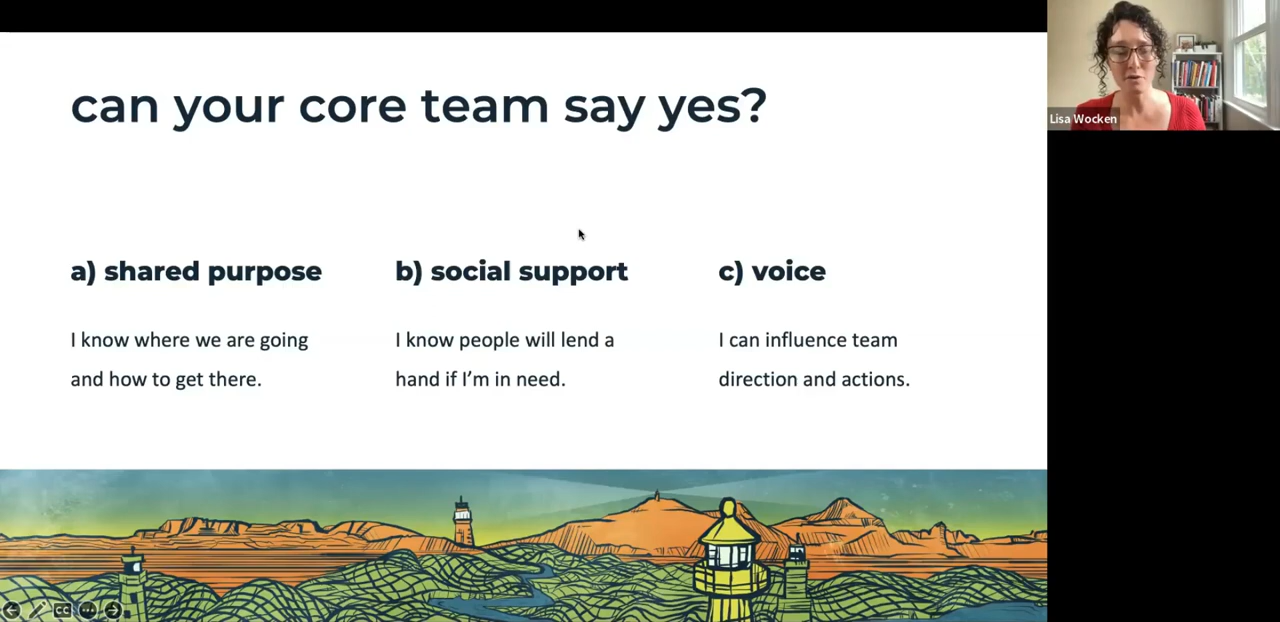 can your core team say yes?
Lisa Wocken
a) shared purpose
I know where we are going
and how to get there.
b) social support
I know people will lend a
hand if I’m in need.
c) voice
I can influence team
direction and actions.
CC